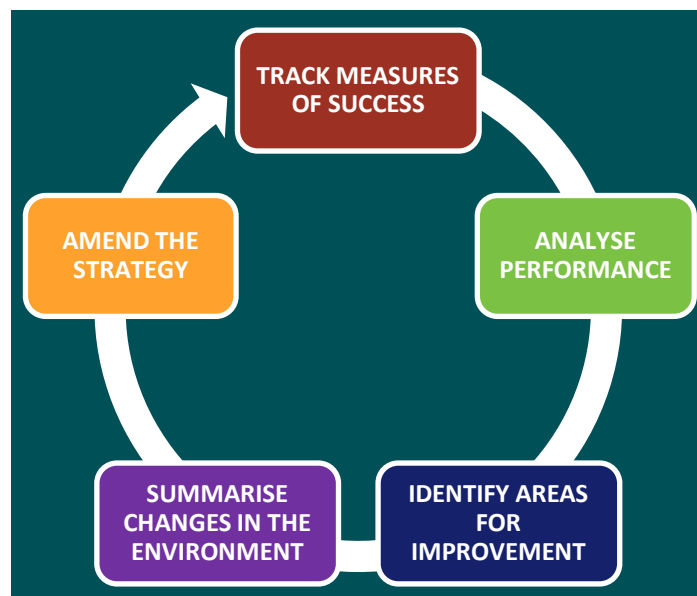 TRACK MEASURES
OF SUCCESS
ANALYSE
PERFORMANCE
IDENTIFY AREAS
FOR
IMPROVEMENT
SUMMARISE
CHANGES IN THE
ENVIRONMENT
AMEND THE
STRATEGY